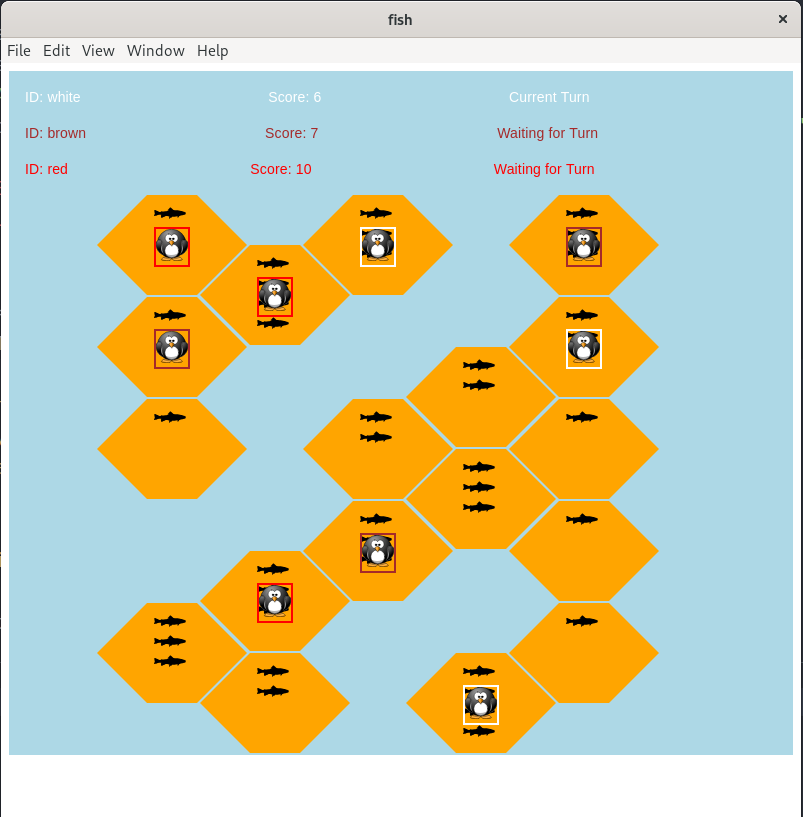 fish
File Edit View Window Help
ID: white Score: 6 Current Turn
ID: brown Score: 7 Waiting for Turn
ID: red Score: 10 Waiting for Turn